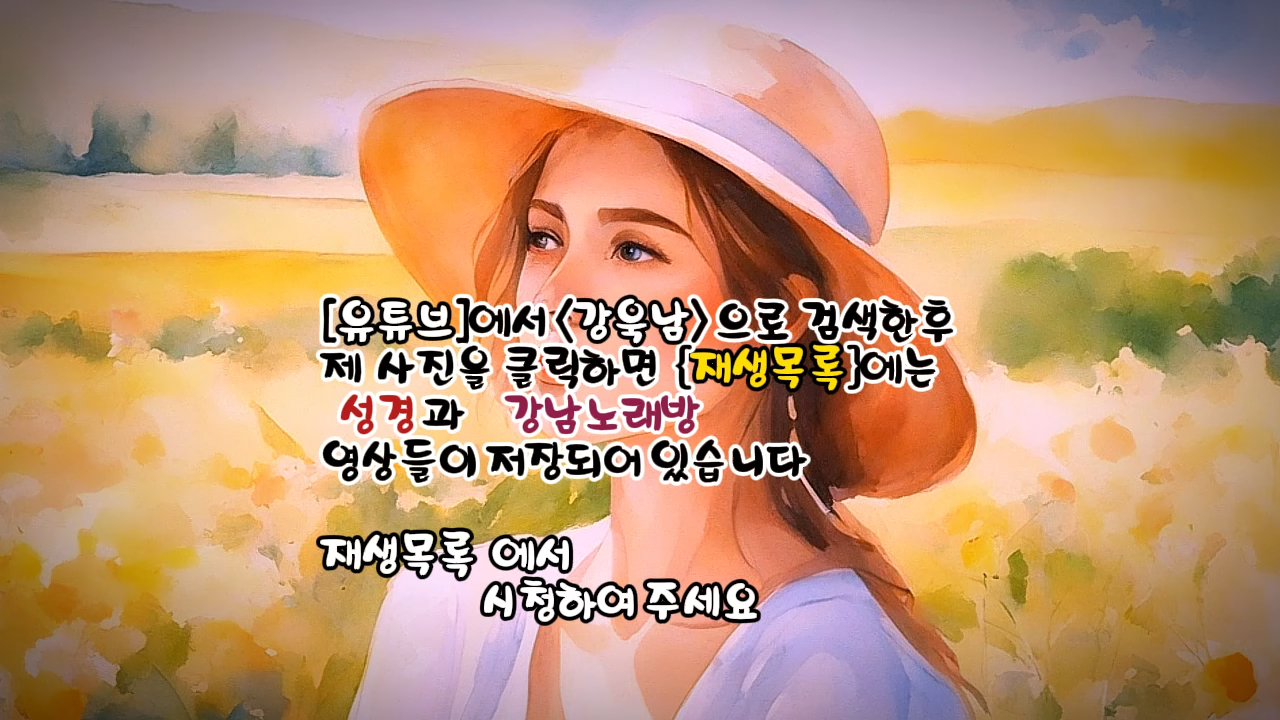 [유튜브]에서〈강욱남〉으로 검색한후
제 사진을 클릭하면 {재생목록}에는
성경과 강남노래방
영상들이 저장되어 있습니다
재생목록 에서
시청하여 주세요